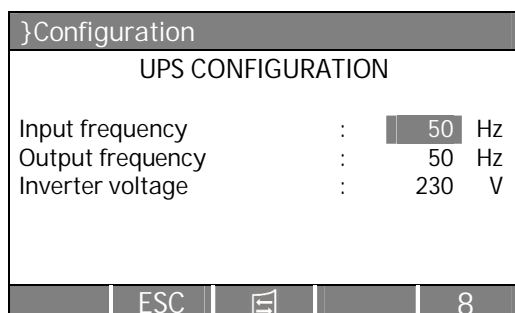 }Configuration
UPS CONFIGURATION
Input frequency : 50 Hz
Output frequency : 50 Hz
Inverter voltage : 230 V
ESC 8